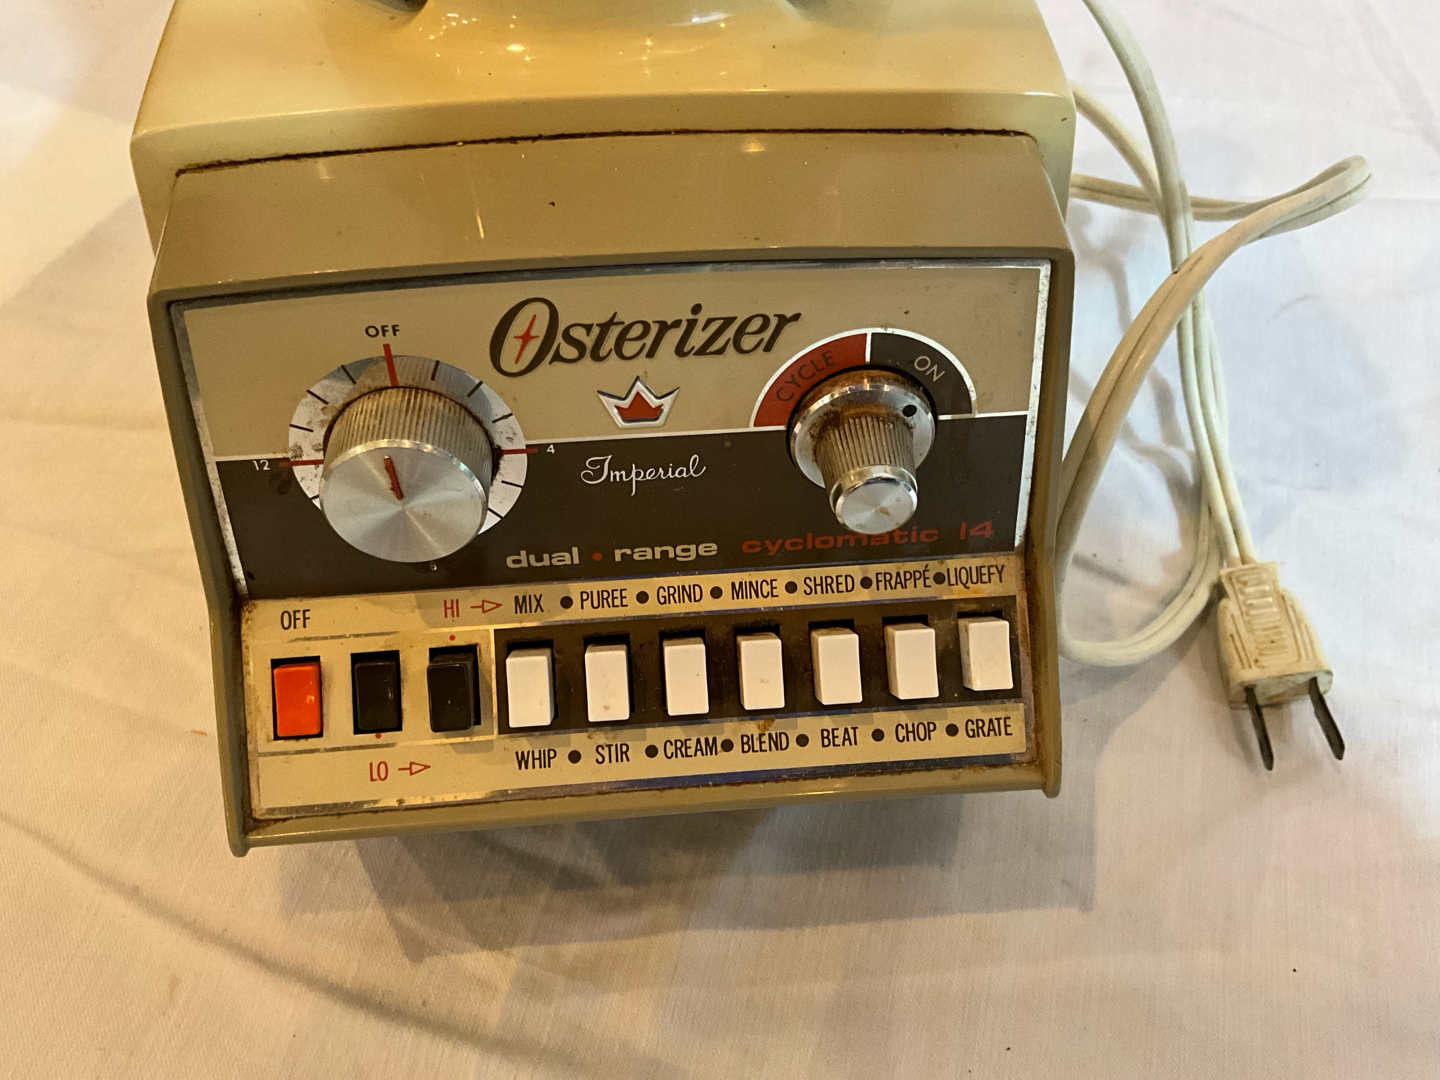 OFF
Osterizer
CYCLE ON
12 4
Imperial
8
dual • range cyclomatic 14
OFF HI MIX • PUREE • GRIND • MINCE • SHRED • FRAPPÉ • LIQUEFY
LO WHIP • STIR • CREAM • BLEND • BEAT • CHOP • GRATE